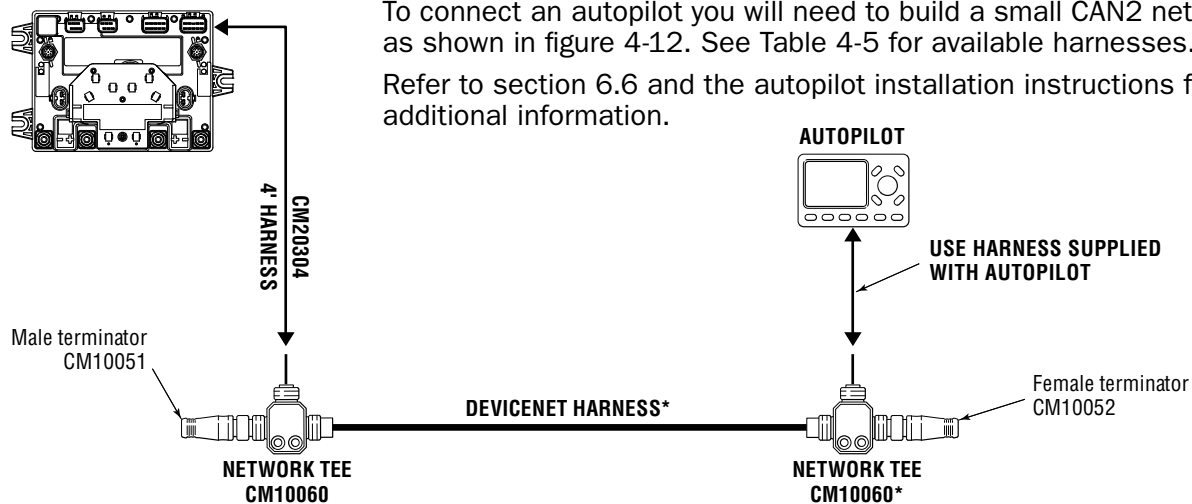 To connect an autopilot you will need to build a small CAN2 net
as shown in figure 4-12. See Table 4-5 for available harnesses.
Refer to section 6.6 and the autopilot installation instructions f
additional information.
AUTOPILOT
CM20304
4' HARNESS
USE HARNESS SUPPLIED
WITH AUTOPILOT
Male terminator
CM10051
Female terminator
CM10052
DEVICENET HARNESS*
NETWORK TEE
CM10060
NETWORK TEE
CM10060*